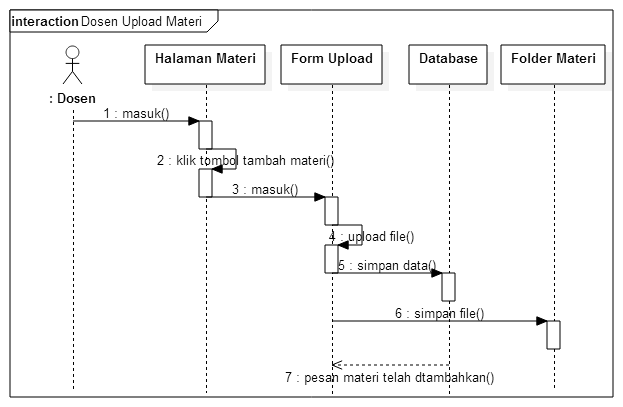 interaction Dosen Upload Materi
Halaman Materi
Form Upload
Database
Folder Materi
: Dosen
1 : masuk()
2 : klik tombol tambah materi()
3 : masuk()
4 : upload file()
5 : simpan data()
6 : simpan file()
7 : pesan materi telah dtambahkan()